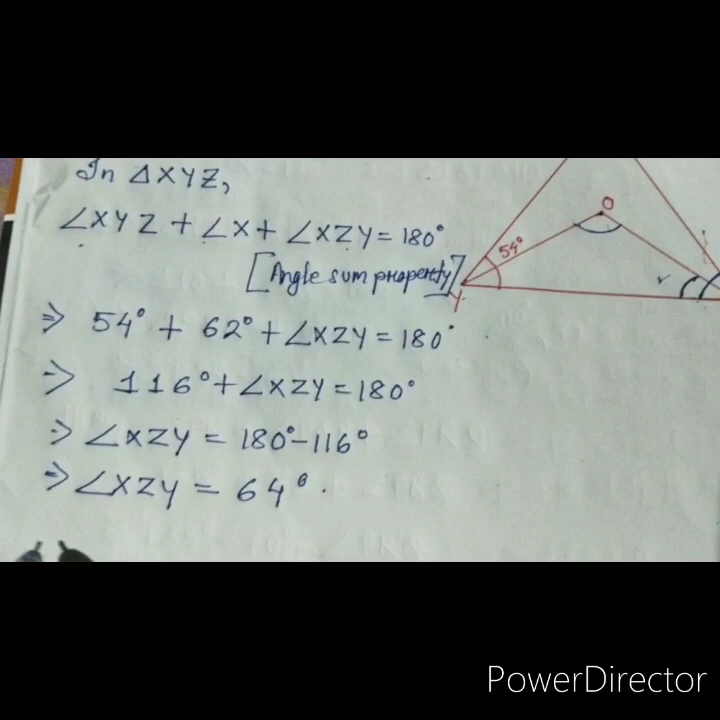 In ΔXYZ,
∠XYZ + ∠X + ∠XZY = 180°
[Angle sum property]
⇒ 54° + 62° + ∠XZY = 180°
⇒ 116° + ∠XZY = 180°
⇒ ∠XZY = 180° - 116°
⇒ ∠XZY = 64°.
O
54°
Y
PowerDirector